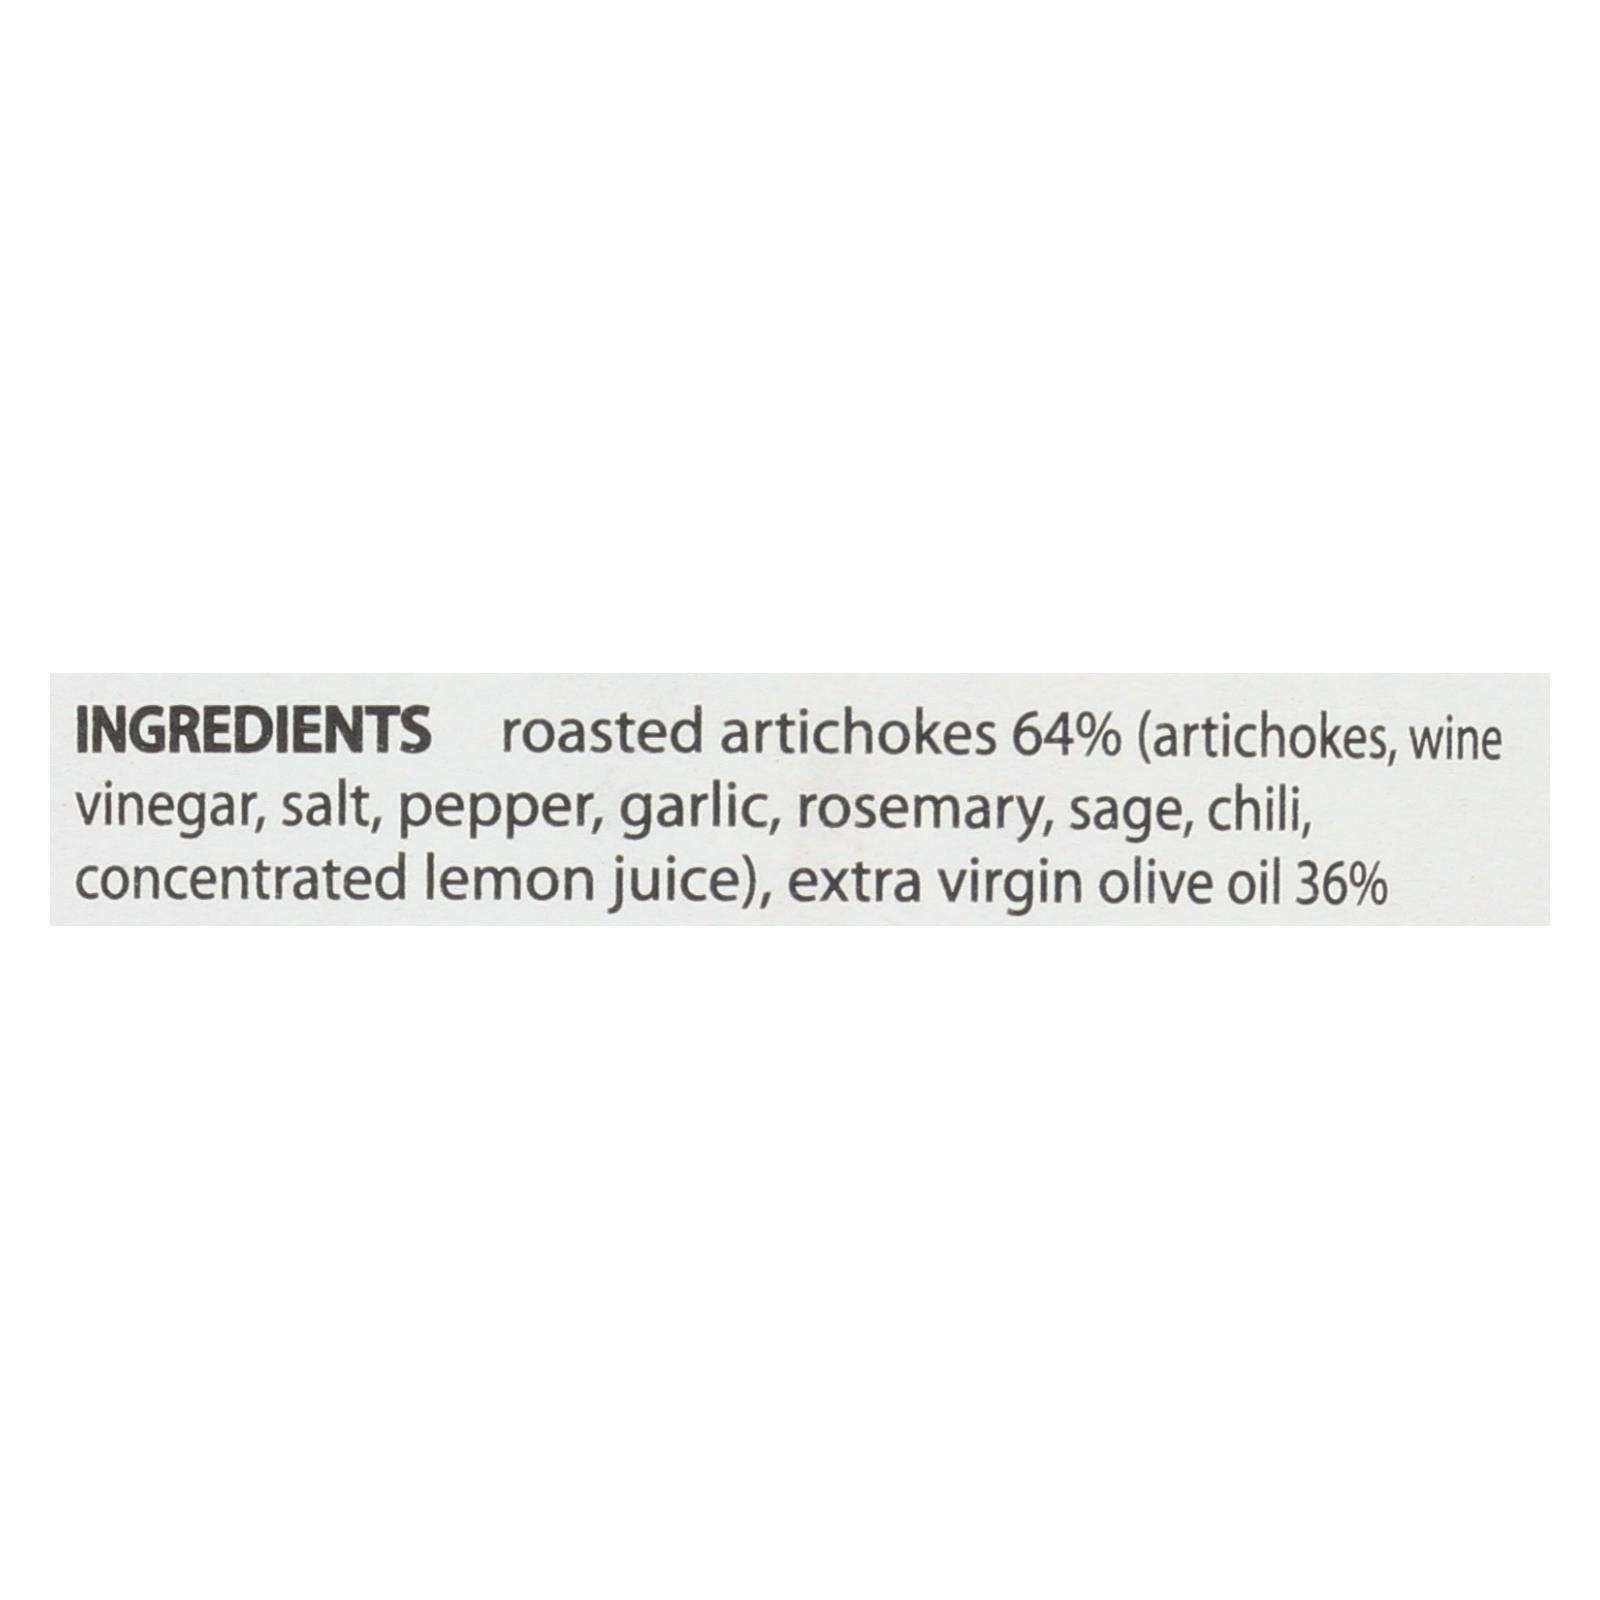 INGREDIENTS roasted artichokes 64% (artichokes, wine
vinegar, salt, pepper, garlic, rosemary, sage, chili,
concentrated lemon juice), extra virgin olive oil 36%